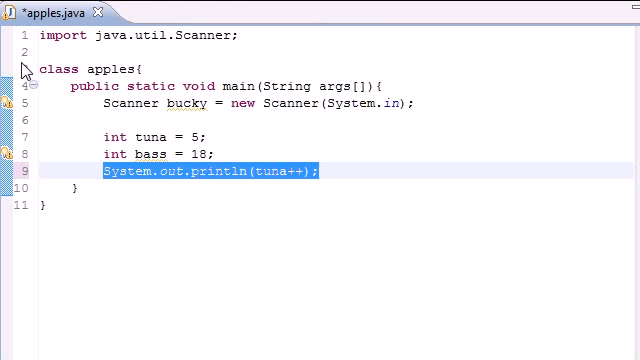 *apples.java
1 import java.util.Scanner;
2
class apples{
4 public static void main(String args[]){
5 Scanner bucky = new Scanner(System.in);
6
7 int tuna = 5;
8 int bass = 18;
9 System.out.println(tuna++);
10 }
11 }